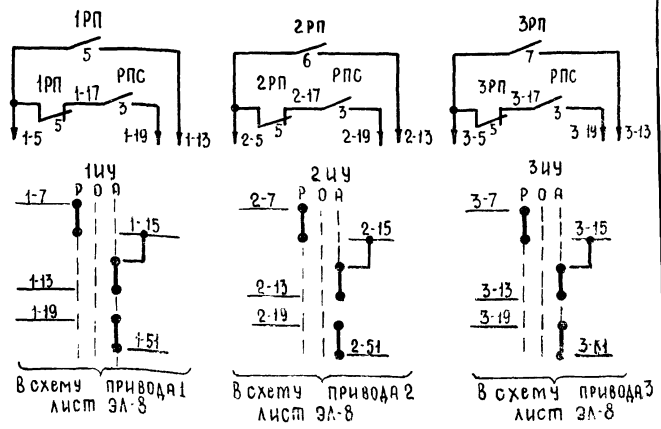 1РП 2РП 3РП
5 6 7
1РП 1-17 РПС 2РП 2-17 РПС 3РП 3-17 РПС
5 3 5 3 5 3
1-5 1-19 1-13 2-5 2-19 2-13 3-5 3-19 3-13
1ИУ 2ИУ 3ИУ
Р О А Р О А Р О А
1-7 2-7 3-7
1-15 2-15 3-15
1-13 2-13 3-13
1-19 2-19 3-19
1-51 2-51
В схему привода 1 В схему привода 2 В схему привода 3
лист ЭЛ-8 лист ЭЛ-8 лист ЭЛ-8